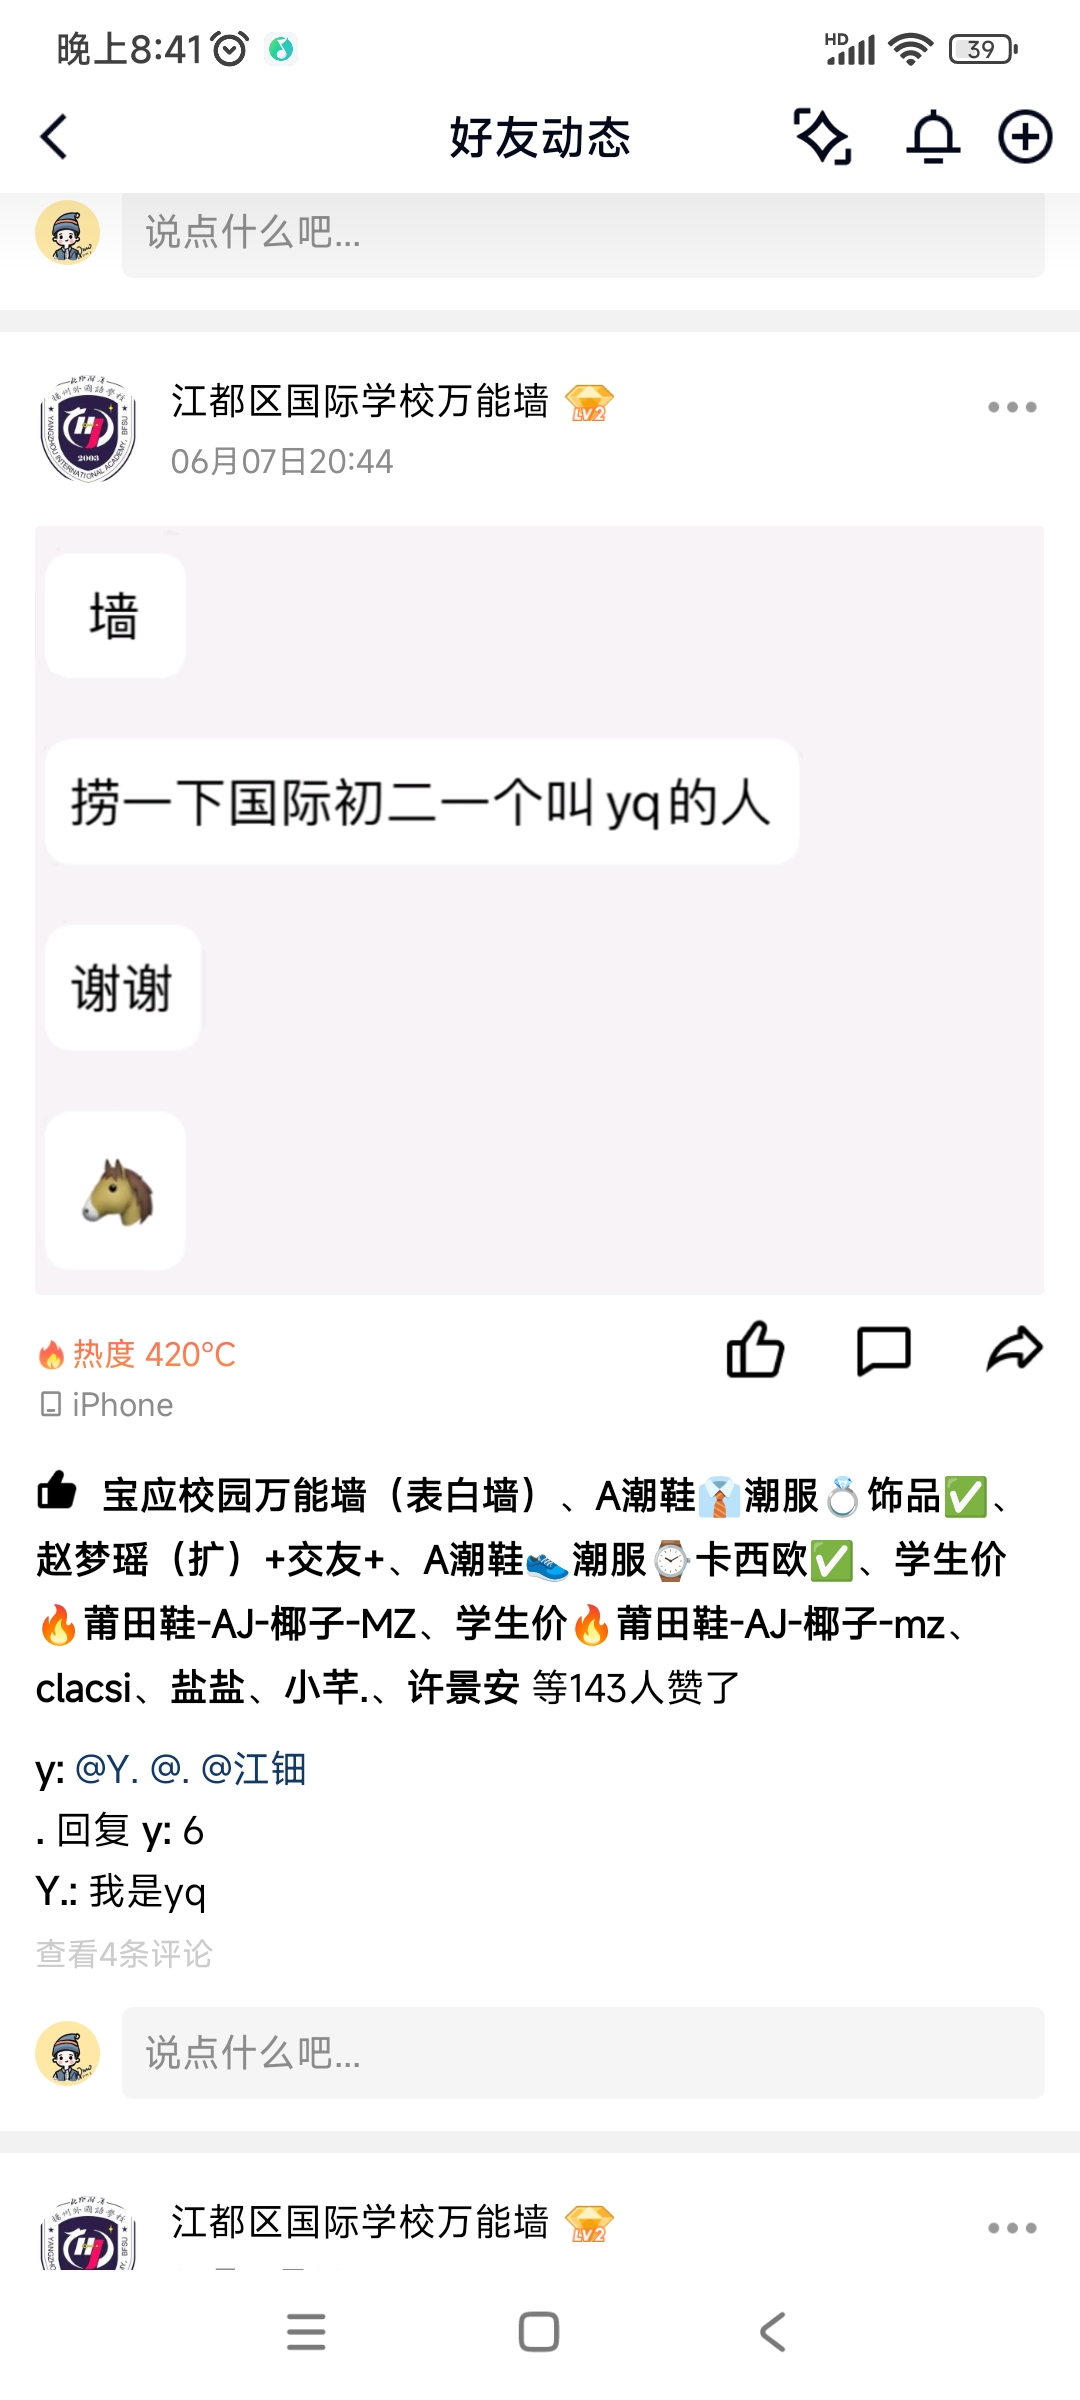 晚上8:41
HD
39
好友动态
说点什么吧...
江都区国际学校万能墙 LV2
06月07日20:44
YANGZHOU INTERNATIONAL ACADEMY, BFSU
2003
墙
捞一下国际初二一个叫yq的人
谢谢
热度 420°C
iPhone
宝应校园万能墙（表白墙）、A潮鞋👔潮服💍饰品✅、
赵梦瑶（扩）+交友+、A潮鞋👟潮服⌚卡西欧✅、学生价
🔥莆田鞋-AJ-椰子-MZ、学生价🔥莆田鞋-AJ-椰子-mz、
clacsi、盐盐、小芊.、许景安 等143人赞了
y: @Y. @. @江钿
. 回复 y: 6
Y.: 我是yq
查看4条评论
说点什么吧...
江都区国际学校万能墙 LV2